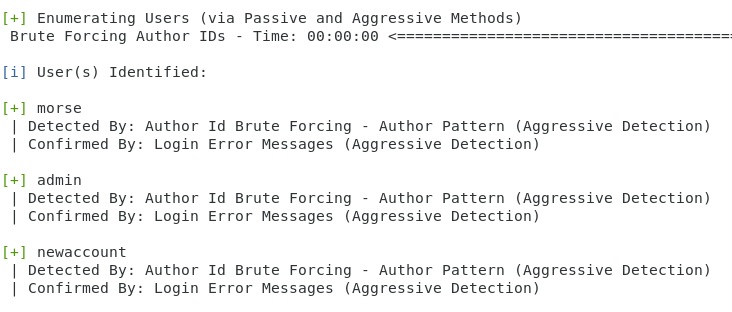 [+] Enumerating Users (via Passive and Aggressive Methods)
 Brute Forcing Author IDs - Time: 00:00:00 <=====================================
[i] User(s) Identified:
[+] morse
 | Detected By: Author Id Brute Forcing - Author Pattern (Aggressive Detection)
 | Confirmed By: Login Error Messages (Aggressive Detection)
[+] admin
 | Detected By: Author Id Brute Forcing - Author Pattern (Aggressive Detection)
 | Confirmed By: Login Error Messages (Aggressive Detection)
[+] newaccount
 | Detected By: Author Id Brute Forcing - Author Pattern (Aggressive Detection)
 | Confirmed By: Login Error Messages (Aggressive Detection)